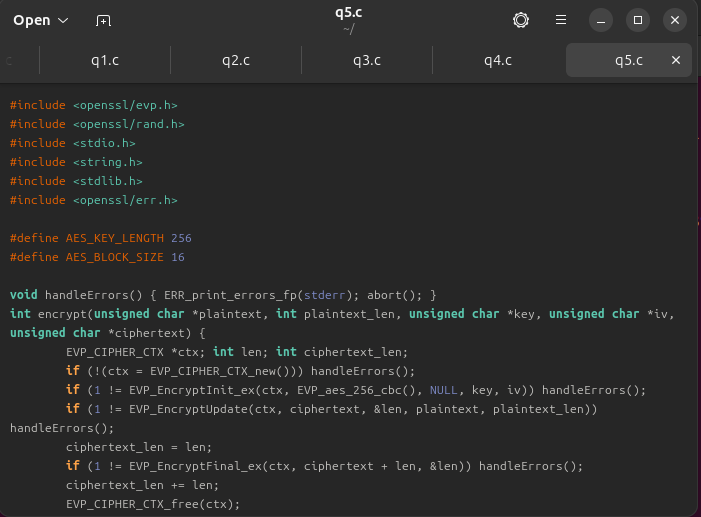 Open
q5.c
~/
c
q1.c
q2.c
q3.c
q4.c
q5.c
#include <openssl/evp.h>
#include <openssl/rand.h>
#include <stdio.h>
#include <string.h>
#include <stdlib.h>
#include <openssl/err.h>
#define AES_KEY_LENGTH 256
#define AES_BLOCK_SIZE 16
void handleErrors() { ERR_print_errors_fp(stderr); abort(); }
int encrypt(unsigned char *plaintext, int plaintext_len, unsigned char *key, unsigned char *iv,
unsigned char *ciphertext) {
EVP_CIPHER_CTX *ctx; int len; int ciphertext_len;
if (!(ctx = EVP_CIPHER_CTX_new())) handleErrors();
if (1 != EVP_EncryptInit_ex(ctx, EVP_aes_256_cbc(), NULL, key, iv)) handleErrors();
if (1 != EVP_EncryptUpdate(ctx, ciphertext, &len, plaintext, plaintext_len))
handleErrors();
ciphertext_len = len;
if (1 != EVP_EncryptFinal_ex(ctx, ciphertext + len, &len)) handleErrors();
ciphertext_len += len;
EVP_CIPHER_CTX_free(ctx);